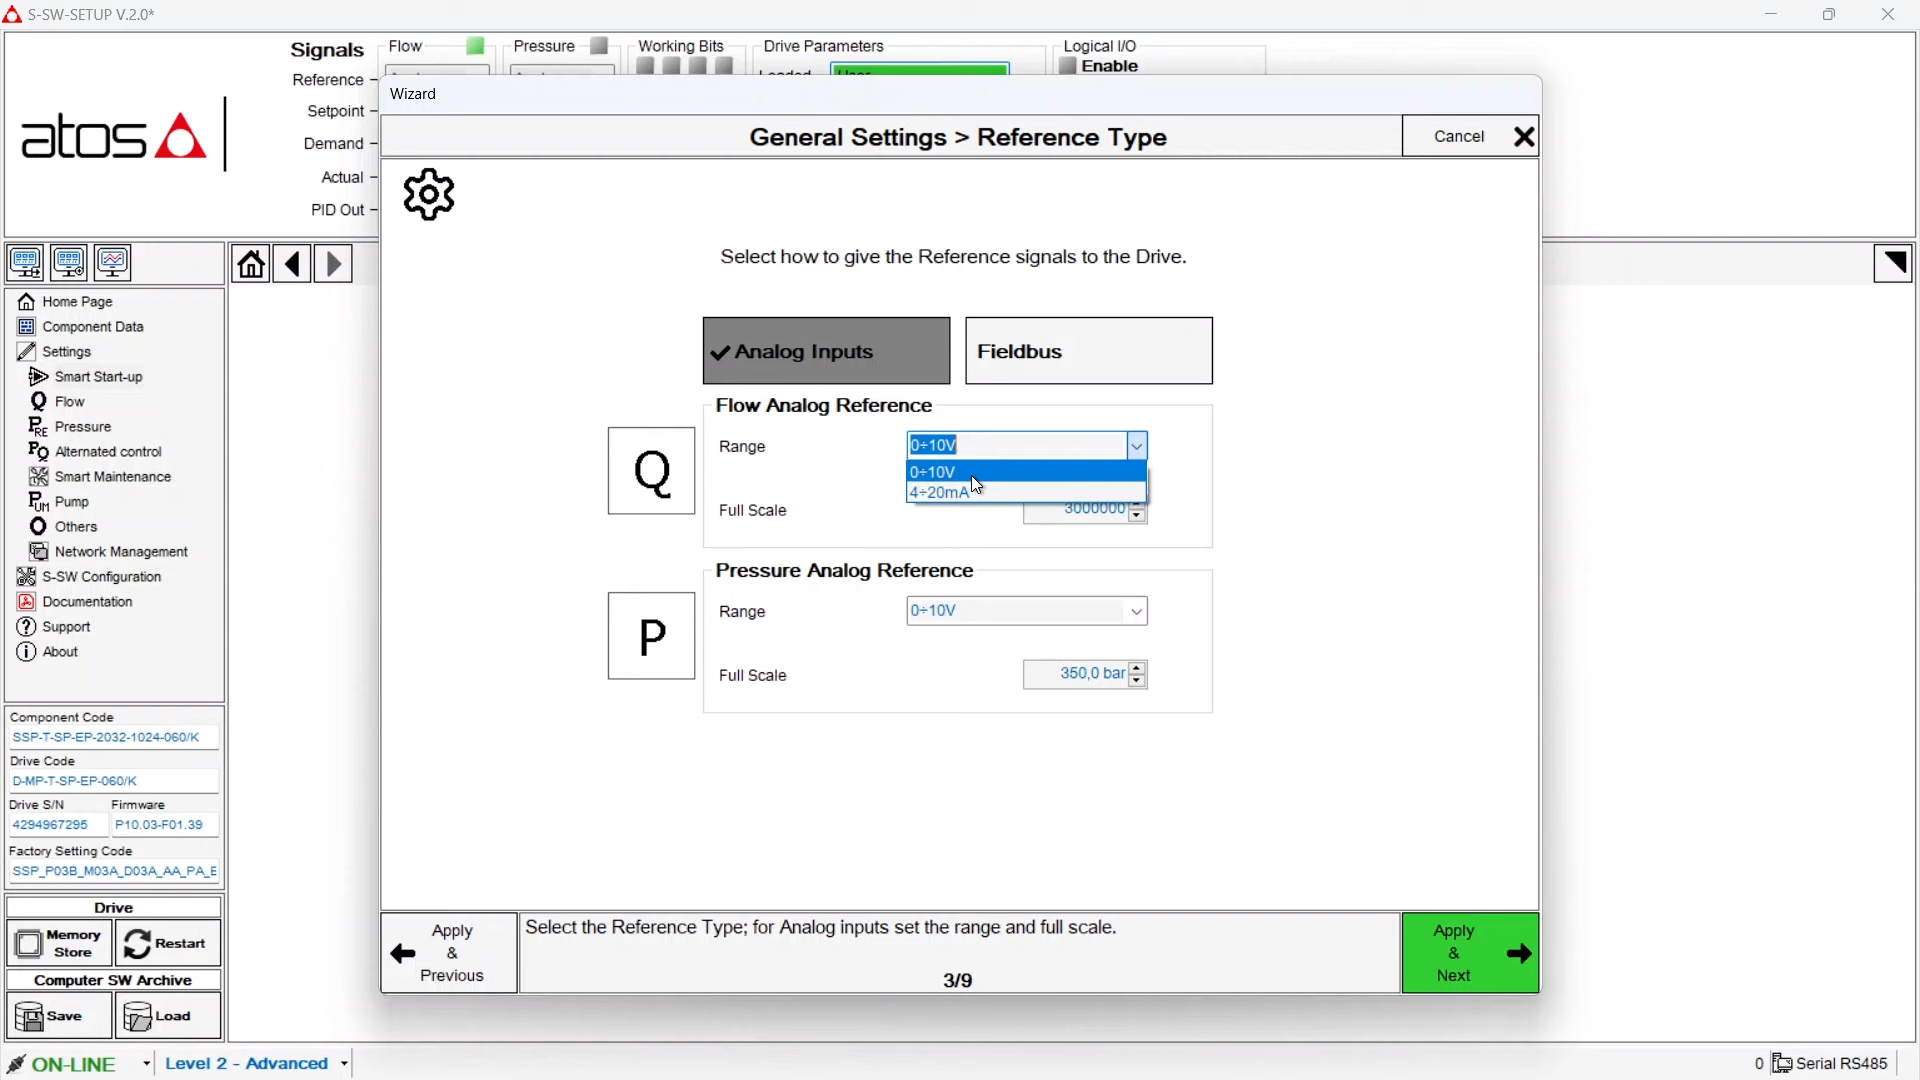 S-SW-SETUP V.2.0*
Signals
Flow
Pressure
Working Bits
Drive Parameters
Logical I/O
Reference
Loaded
User
Enable
Setpoint
Demand
Actual
PID Out
atos
Wizard
General Settings > Reference Type
Cancel
Select how to give the Reference signals to the Drive.
Analog Inputs
Fieldbus
Flow Analog Reference
Q
Range
0÷10V
0÷10V
4÷20mA
Full Scale
3000000
Pressure Analog Reference
P
Range
0÷10V
Full Scale
350,0 bar
Apply & Previous
Select the Reference Type; for Analog inputs set the range and full scale.
3/9
Apply & Next
Home Page
Component Data
Settings
Smart Start-up
Q Flow
PRE Pressure
PQ Alternated control
Smart Maintenance
PUM Pump
Others
Network Management
S-SW Configuration
Documentation
Support
About
Component Code
SSP-T-SP-EP-2032-1024-060/K
Drive Code
D-MP-T-SP-EP-060/K
Drive S/N
Firmware
4294967295
P10.03-F01.39
Factory Setting Code
SSP_P03B_M03A_D03A_AA_PA_E
Drive
Memory Store
Restart
Computer SW Archive
Save
Load
ON-LINE
Level 2 - Advanced
0
Serial RS485